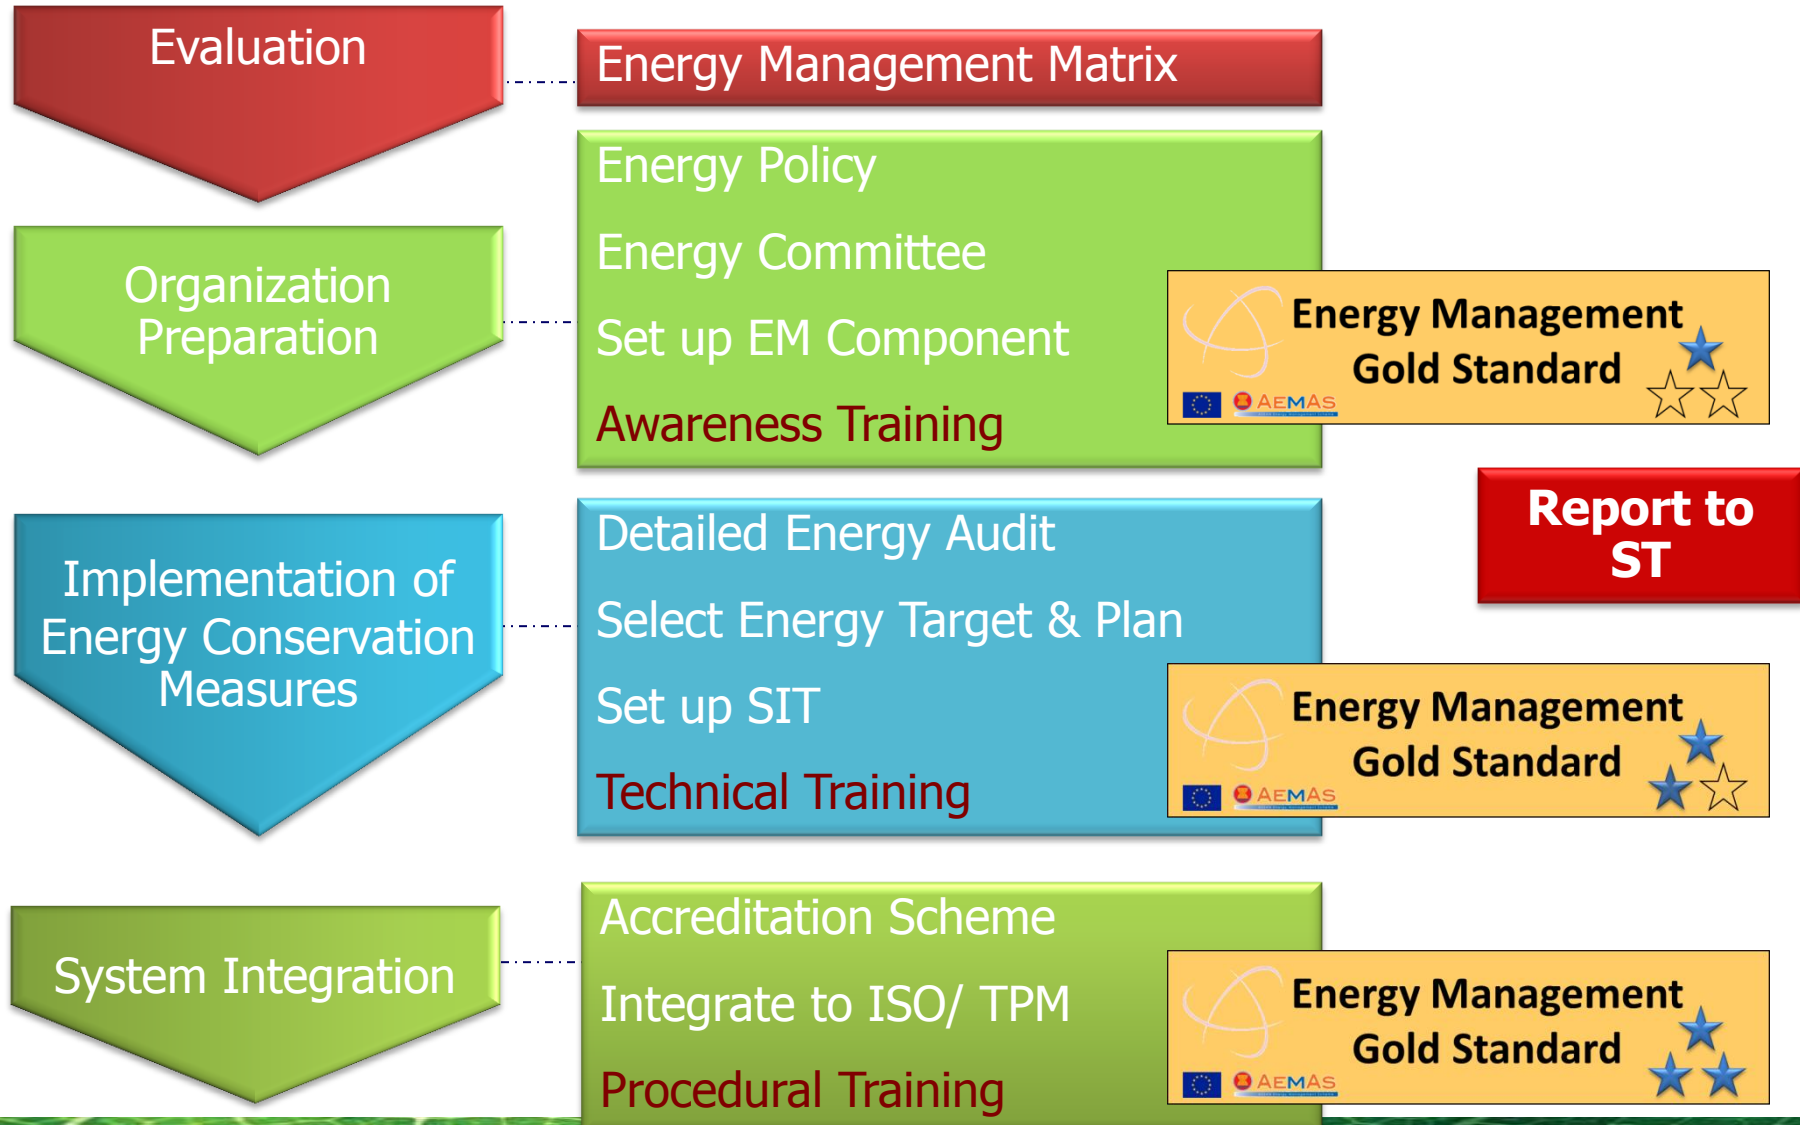 Evaluation
Energy Management Matrix
Organization
Preparation
Energy Policy
Energy Committee
Set up EM Component
Awareness Training
Energy Management
Gold Standard
AEMAS
Report to
ST
Implementation of
Energy Conservation
Measures
Detailed Energy Audit
Select Energy Target & Plan
Set up SIT
Technical Training
Energy Management
Gold Standard
AEMAS
System Integration
Accreditation Scheme
Integrate to ISO/ TPM
Procedural Training
Energy Management
Gold Standard
AEMAS